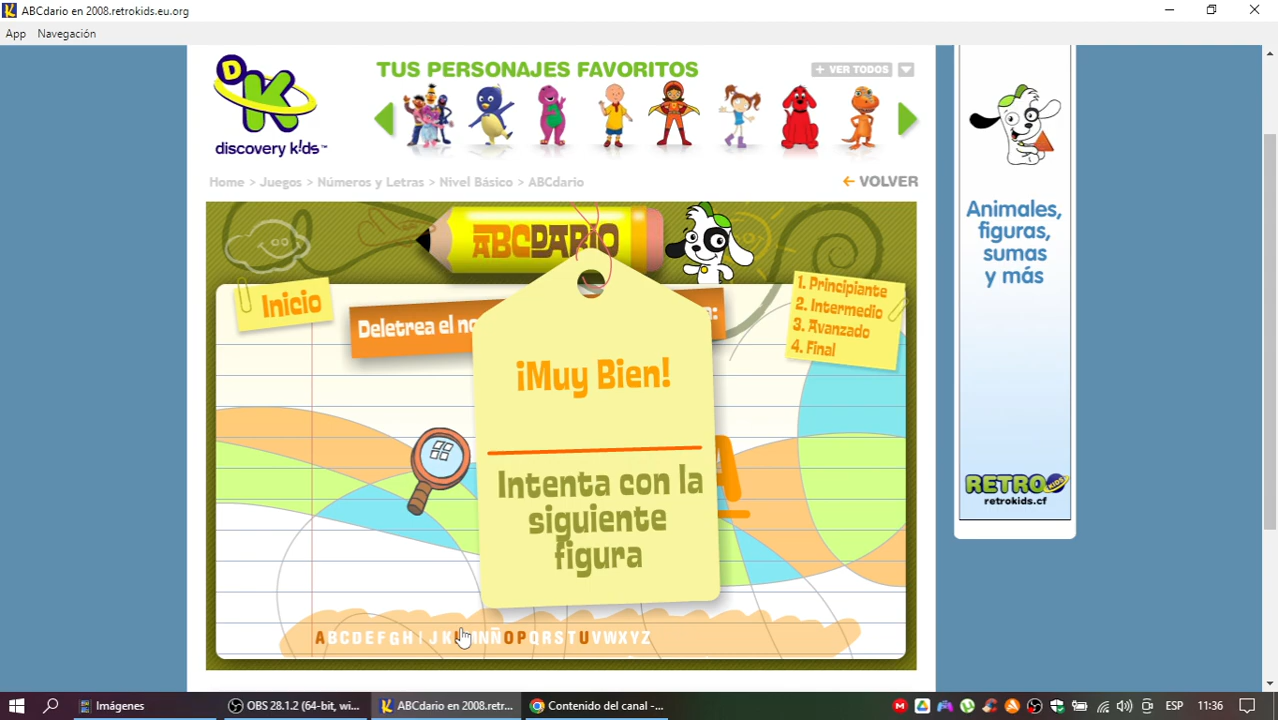 ABCdario en 2008.retrokids.eu.org
App Navegación
D
K
discovery k!ds™
TUS PERSONAJES FAVORITOS
+ VER TODOS
Home > Juegos > Números y Letras > Nivel Básico > ABCdario
VOLVER
ABCDARIO
Inicio
Deletrea el
1. Principiante
2. Intermedio
3. Avanzado
4. Final
¡Muy Bien!
Intenta con la
siguiente
figura
A
ABCDEFGHIJK NÑOPQRSTUVWXYZ
Animales,
figuras,
sumas
y más
RETRO KIDS
retrokids.cf
Imágenes
OBS 28.1.2 (64-bit, wi...
ABCdario en 2008.retr...
Contenido del canal -...
ESP
11:36